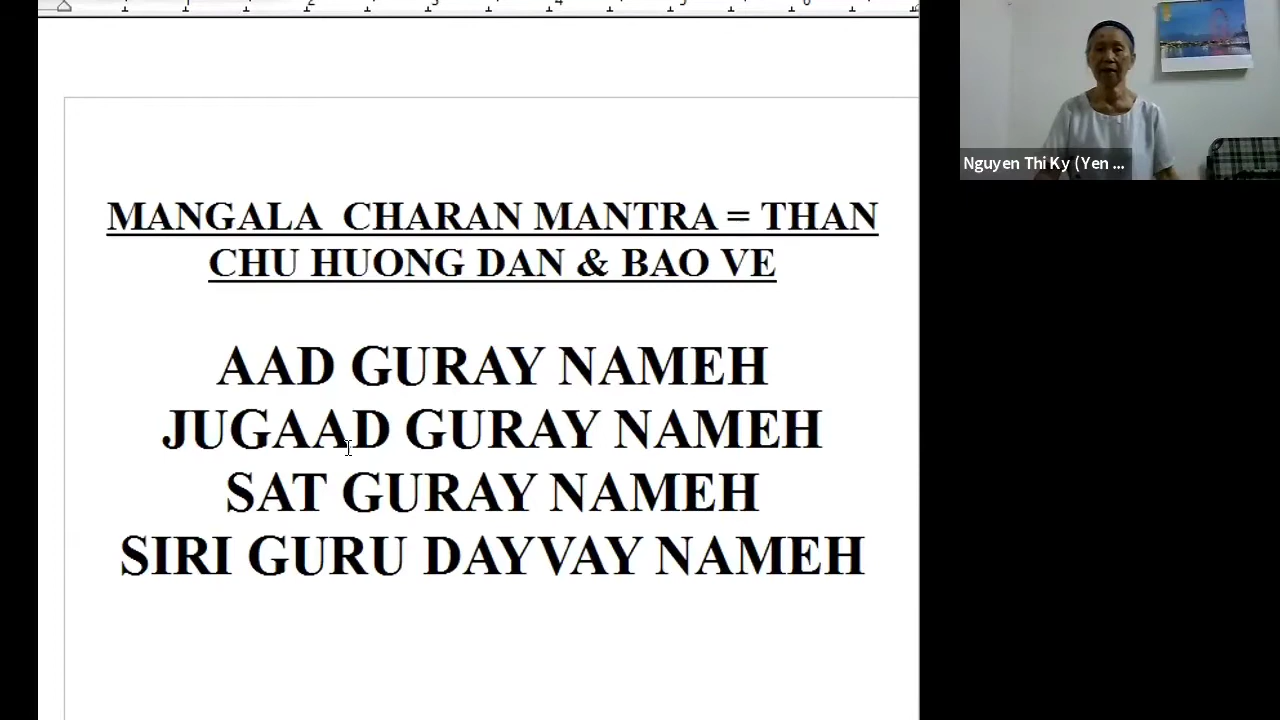 MANGALA  CHARAN MANTRA = THAN
CHU HUONG DAN & BAO VE
AAD GURAY NAMEH
JUGAAD GURAY NAMEH
SAT GURAY NAMEH
SIRI GURU DAYVAY NAMEH
Nguyen Thi Ky (Yen ...